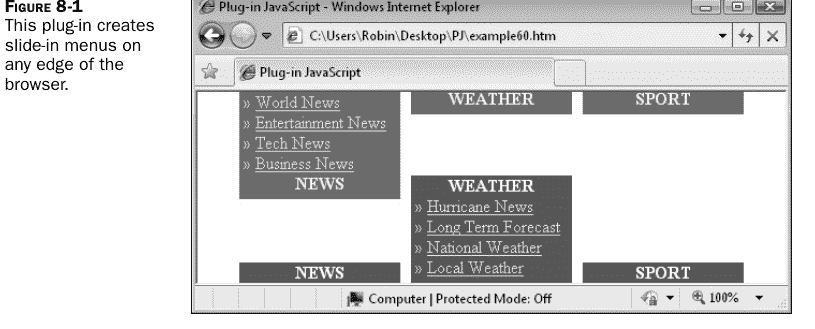 FIGURE 8-1
This plug-in creates
slide-in menus on
any edge of the
browser.
Plug-in JavaScript - Windows Internet Explorer
C:\Users\Robin\Desktop\PJ\example60.htm
Plug-in JavaScript
» World News
» Entertainment News
» Tech News
» Business News
NEWS
WEATHER
SPORT
WEATHER
» Hurricane News
» Long Term Forecast
» National Weather
» Local Weather
NEWS
SPORT
Computer | Protected Mode: Off
100%